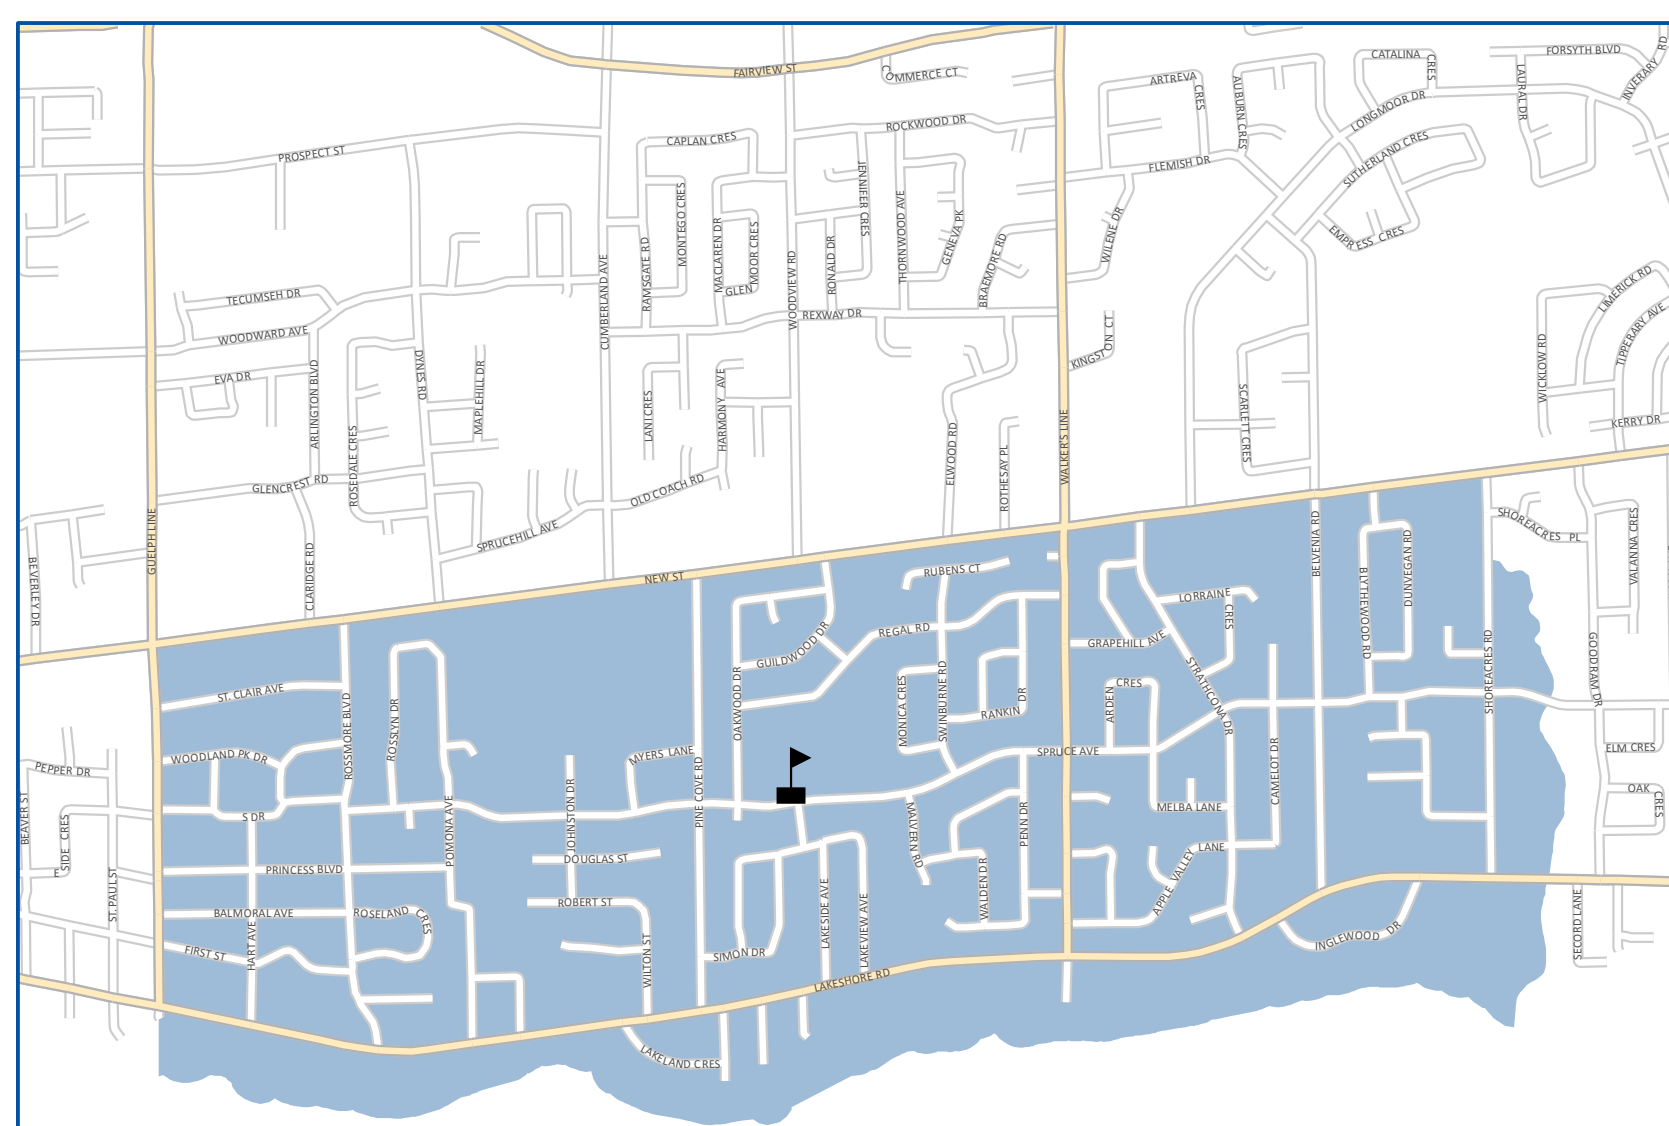 FAIRVIEW ST
COMMERCE CT
CATALINA
CRES
FORSYTH BLVD
INVERARY
RD
ARTREVA
CRES
AUBURN CRES
LAURAL DR
LONGMOOR DR
SUTHERLAND CRES
ROCKWOOD DR
CAPLAN CRES
PROSPECT ST
FLEMISH DR
JENNIFER CRES
THORNWOOD AVE
GENEVA PK
MONTEGO CRES
MACLAREN DR
MOOR CRES
GLEN
RAMSGATE RD
CUMBERLAND AVE
WOODVIEW RD
RONALD DR
BRAEMORE RD
WILENE DR
EMPRESS CRES
LIMERICK RD
TIPPERARY AVE
TECUMSEH DR
WOODWARD AVE
REXWAY DR
KINGSTON CT
WICKLOW RD
EVA DR
ARLINGTON BLVD
DYNES RD
MAPLEHILL DR
LANI CRES
HARMONY AVE
SCARLETT CRES
KERRY DR
ROSEDALE CRES
ELWOOD RD
ROTHESAY PL
WALKER'S LINE
GLENCREST RD
OLD COACH RD
SPRUCEHILL AVE
GUELPH LINE
CLARIDGE RD
BEVERLEY DR
NEW ST
RUBENS CT
BELVENIA RD
BLYTHEWOOD RD
DUNVEGAN RD
SHOREACRES PL
VALANNA CRES
LORRAINE
CRES
GRAPEHILL AVE
REGAL RD
GUILDWOOD DR
OAKWOOD DR
MONICA CRES
SWINBURNE RD
RANKIN
DR
ARDEN
CRES
STRATHCONA DR
SHOREACRES RD
GOODRAM DR
ST. CLAIR AVE
ROSSMORE BLVD
ROSSLYN DR
WOODLAND PK DR
MYERS LANE
PINE COVE RD
SPRUCE AVE
CAMELOT DR
ELM CRES
OAK
CRES
PEPPER DR
BEAVER ST
SIDE CRES
E
ST. PAUL ST
S DR
POMONA AVE
JOHNSTON DR
MALVERN RD
PENN DR
MELBA LANE
APPLE VALLEY LANE
PRINCESS BLVD
DOUGLAS ST
WALDEN DR
BALMORAL AVE
ROSELAND CRES
ROBERT ST
LAKESIDE AVE
LAKEVIEW AVE
FIRST ST
HART AVE
WILTON ST
SIMON DR
LAKESHORE RD
INGLEWOOD DR
SECORD LANE
LAKELAND CRES